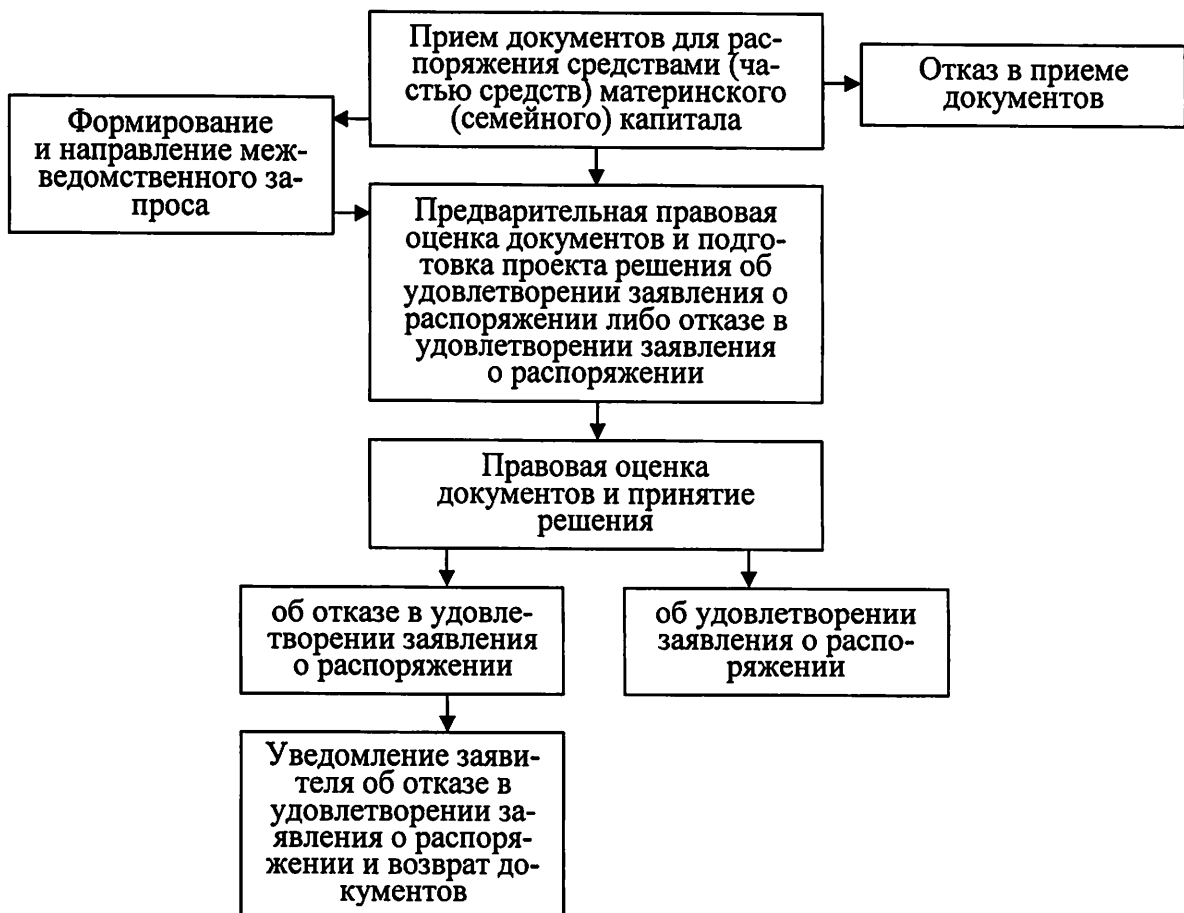 Прием документов для рас-
поряжения средствами (ча-
стью средств) материнского
(семейного) капитала
Отказ в приеме
документов
Формирование
и направление меж-
ведомственного за-
проса
Предварительная правовая
оценка документов и подго-
товка проекта решения об
удовлетворении заявления о
распоряжении либо отказе в
удовлетворении заявления
о распоряжении
Правовая оценка
документов и принятие
решения
об отказе в удовле-
творении заявления
о распоряжении
об удовлетворении
заявления о распо-
ряжении
Уведомление заяви-
теля об отказе в
удовлетворении за-
явления о распоря-
жении и возврат до-
кументов